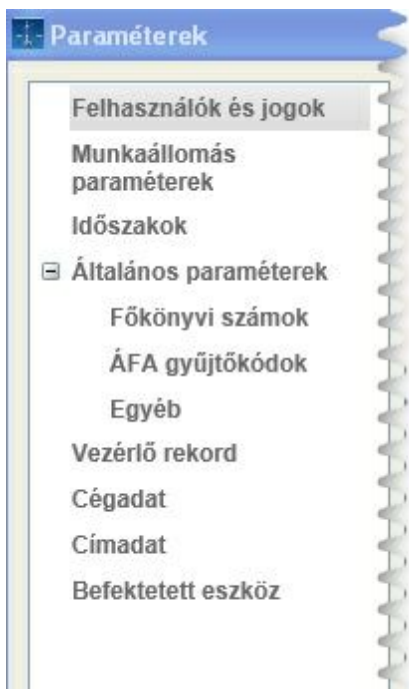 Paraméterek
Felhasználók és jogok
Munkaállomás
paraméterek
Időszakok
Általános paraméterek
Főkönyvi számok
ÁFA gyűjtőkódok
Egyéb
Vezérlő rekord
Cégadat
Címadat
Befektetett eszköz